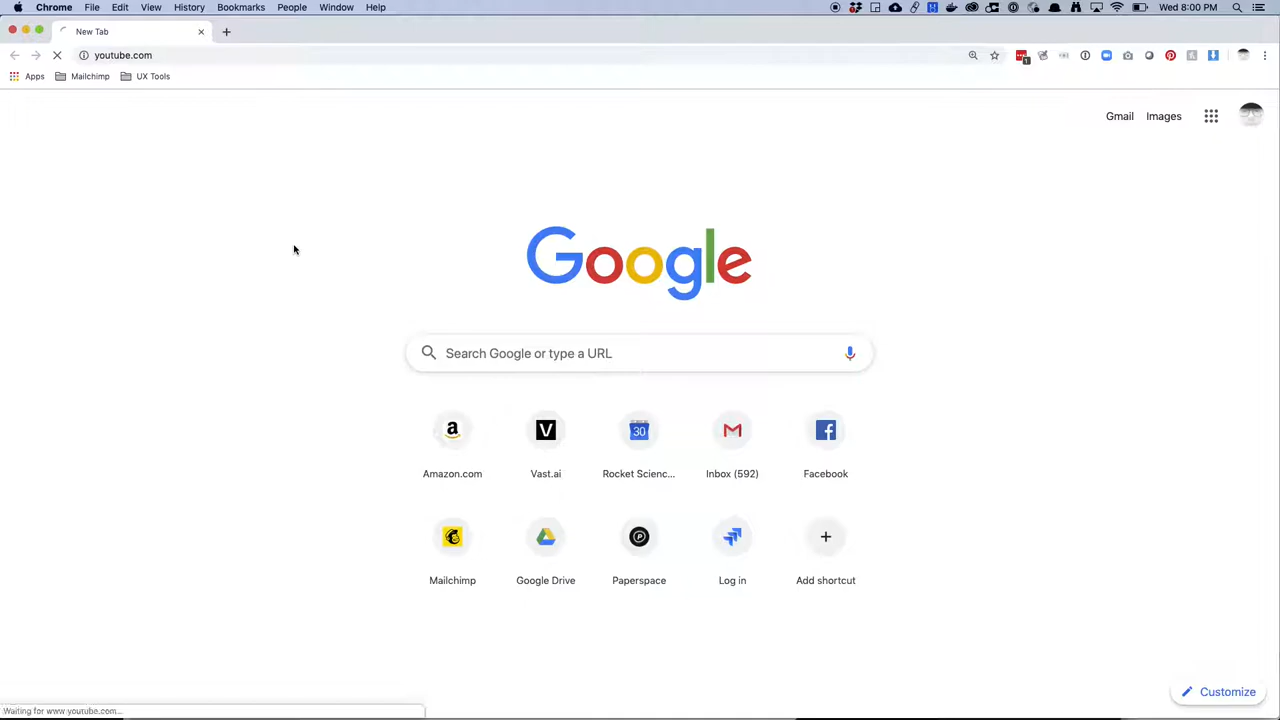 Chrome File Edit View History Bookmarks People Window Help Wed 8:00 PM
New Tab
youtube.com
1
Apps Mailchimp UX Tools
Gmail Images
Google
Search Google or type a URL
a V 30 f
Amazon.com Vast.ai Rocket Scienc... Inbox (592) Facebook
P
Mailchimp Google Drive Paperspace Log in Add shortcut
Customize
Waiting for www.youtube.com...